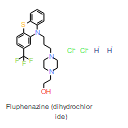 S
N
Cl⁻ Cl⁻ H H
F F
F
N
N
OH
Fluphenazine (dihydrochlor
ide)